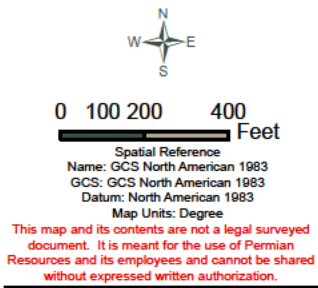 N
W E
S
0 100 200 400
Feet
Spatial Reference
Name: GCS North American 1983
GCS: GCS North American 1983
Datum: North American 1983
Map Units: Degree
This map and its contents are not a legal surveyed
document. It is meant for the use of Permian
Resources and its employees and cannot be shared
without expressed written authorization.